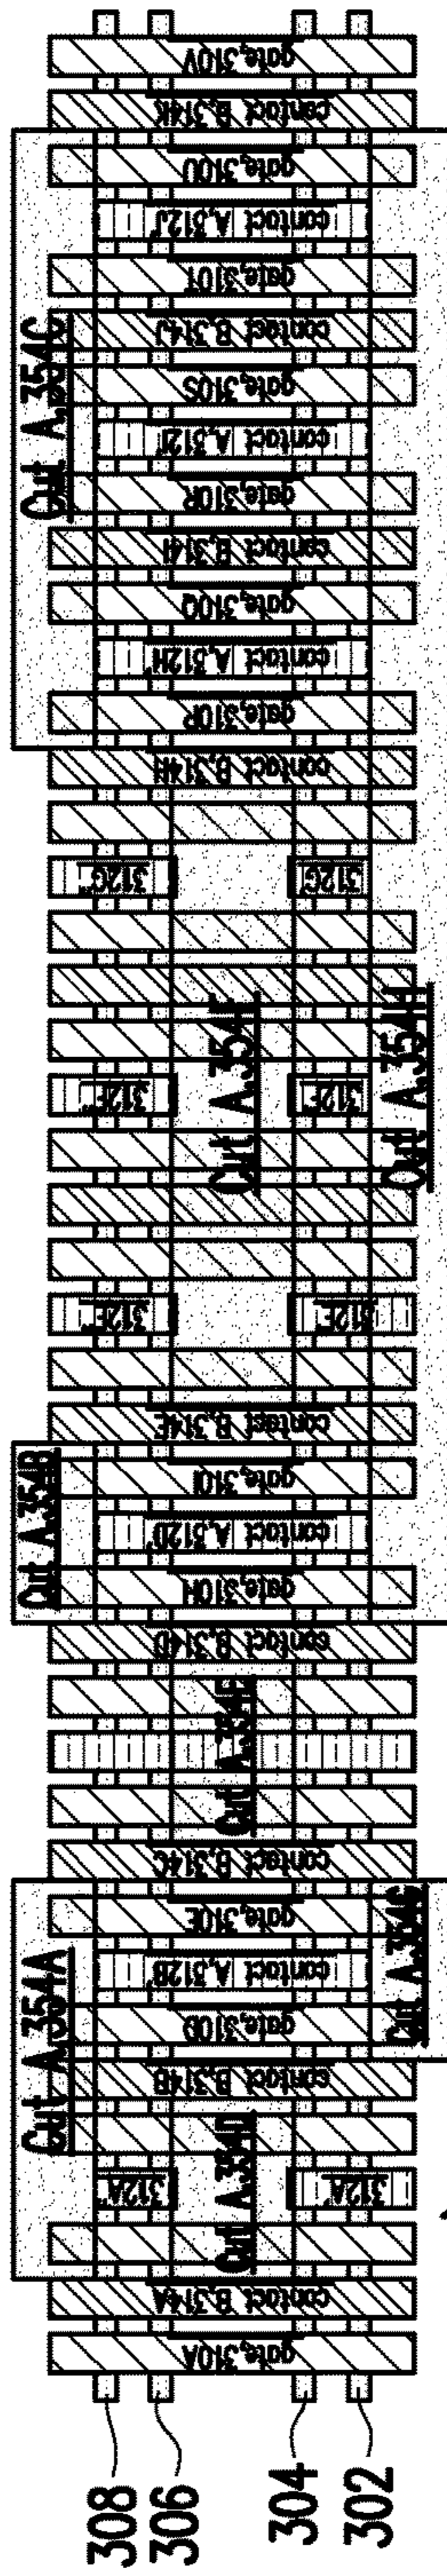 gate,310V
contact B,314K
gate,310U
contact A,312J'
gate,310T
contact B,314J
Cut A.354C
gate,310S
contact A,312I'
gate,310R
contact B,314I
gate,310Q
contact A,312H'
gate,310P
contact B,314H
312G"
312G'
Cut A.354F
Cut A.354H
312F"
312F'
312E"
312E'
contact B,314E
gate,310I
Cut A.354B
contact A,312D'
gate,310H
contact B,314D
Cut A.354E
contact B,314C
gate,310E
contact A,312B'
Cut A.354G
gate,310D
Cut A.354A
contact B,314B
Cut A.354D
312A"
312A'
contact B,314A
gate,310A
308
306
304
302